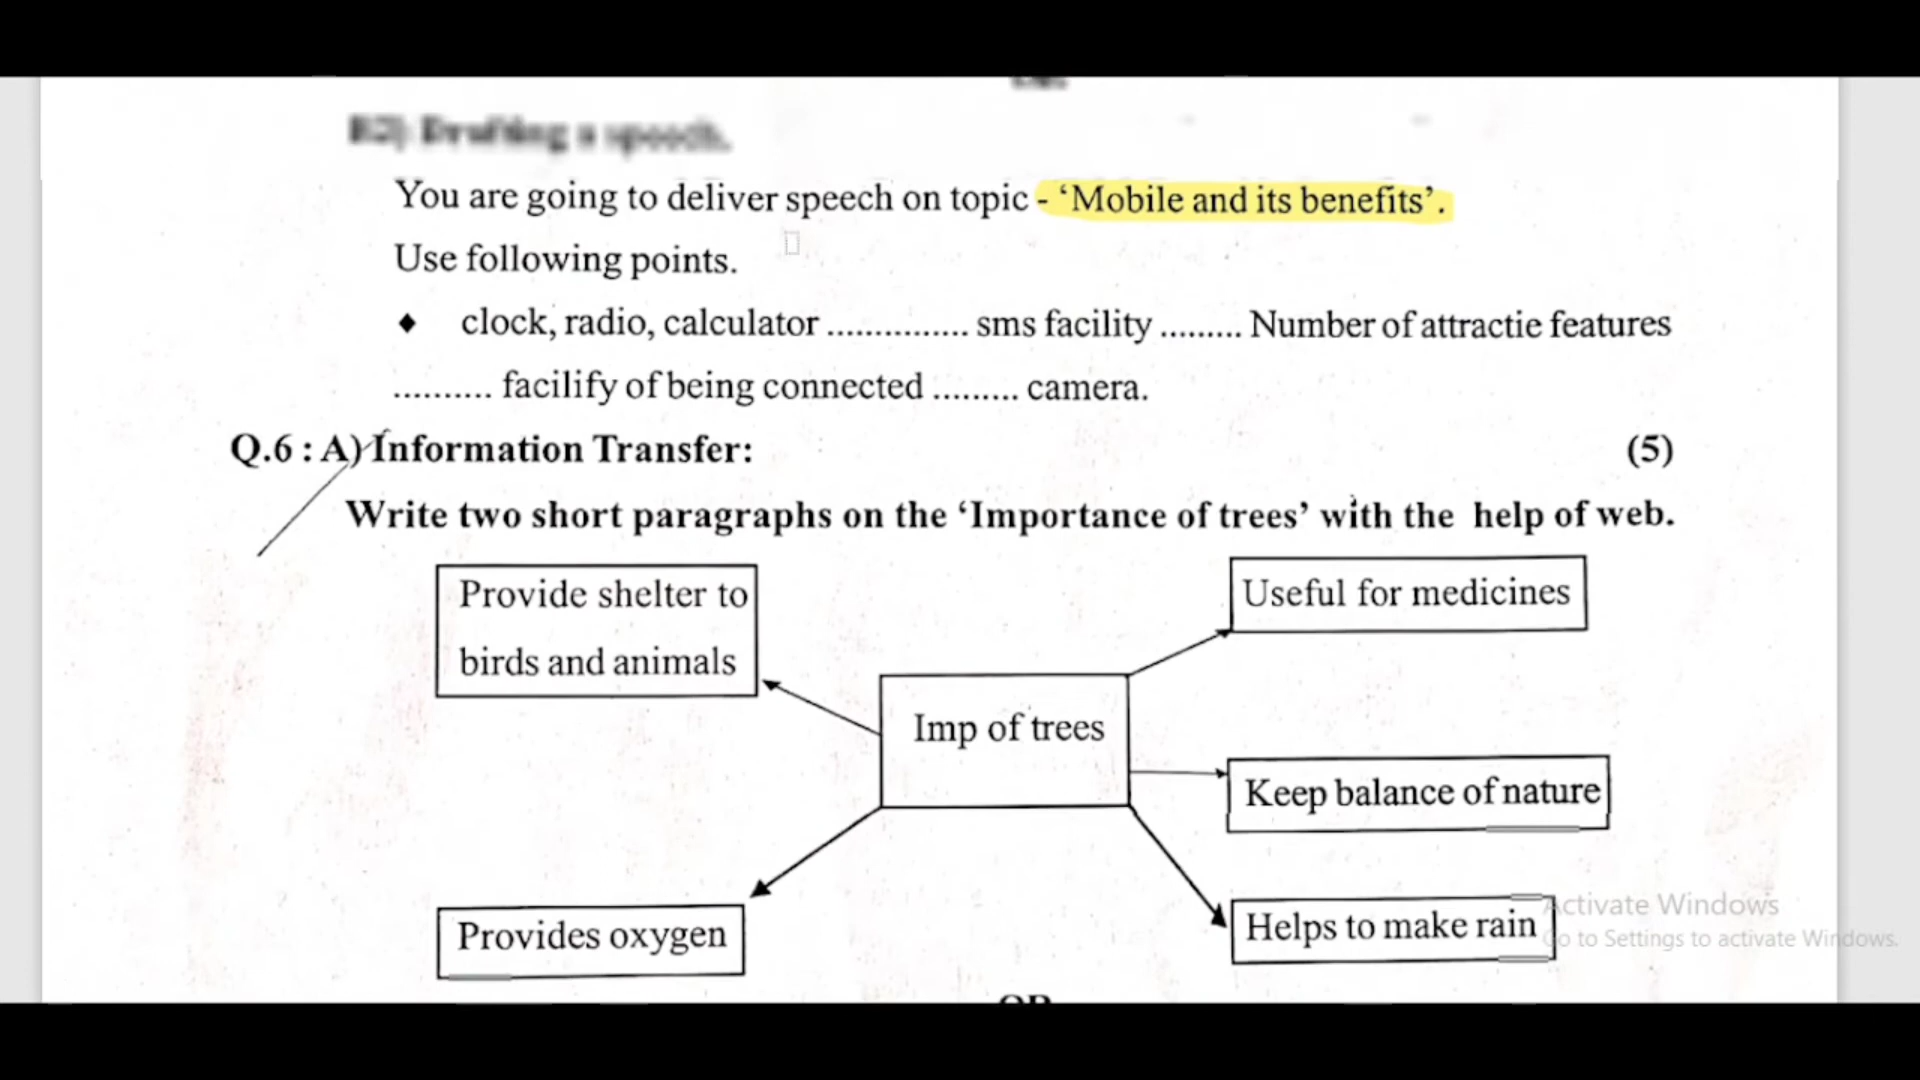 B2) Drafting a speech.
You are going to deliver speech on topic - ‘Mobile and its benefits’.
Use following points.
♦ clock, radio, calculator ............... sms facility ......... Number of attractie features
.......... facilify of being connected ......... camera.
Q.6 : A) Information Transfer: (5)
Write two short paragraphs on the ‘Importance of trees’ with the help of web.
Provide shelter to
birds and animals
Useful for medicines
Imp of trees
Keep balance of nature
Provides oxygen
Helps to make rain
Activate Windows
Go to Settings to activate Windows.